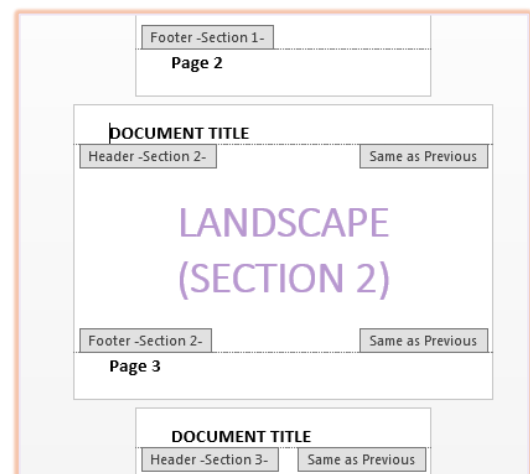 Footer -Section 1-
Page 2
DOCUMENT TITLE
Header -Section 2- Same as Previous
LANDSCAPE
(SECTION 2)
Footer -Section 2- Same as Previous
Page 3
DOCUMENT TITLE
Header -Section 3- Same as Previous